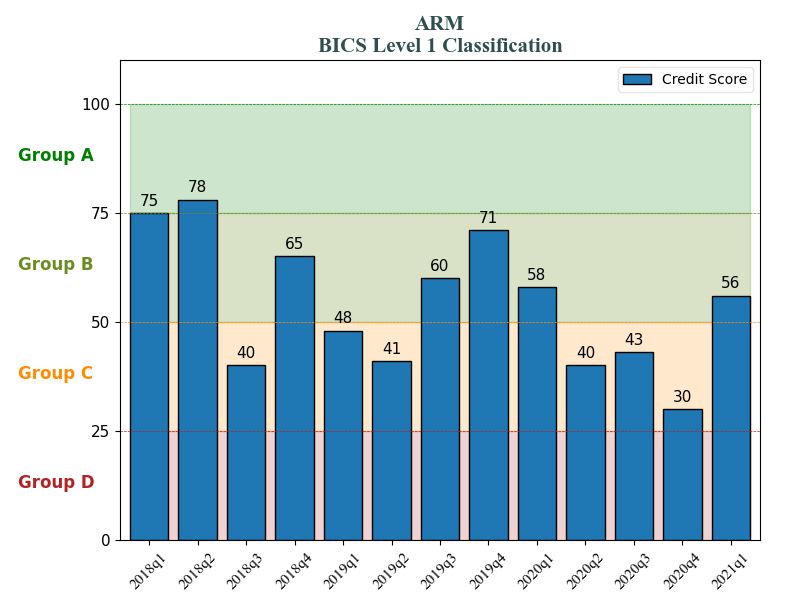 ARM
BICS Level 1 Classification
Credit Score
100
Group A
75
78
75
71
Group B
65
60
58
56
50
48
43
41
40
40
Group C
30
25
Group D
0
2018q1
2018q2
2018q3
2018q4
2019q1
2019q2
2019q3
2019q4
2020q1
2020q2
2020q3
2020q4
2021q1